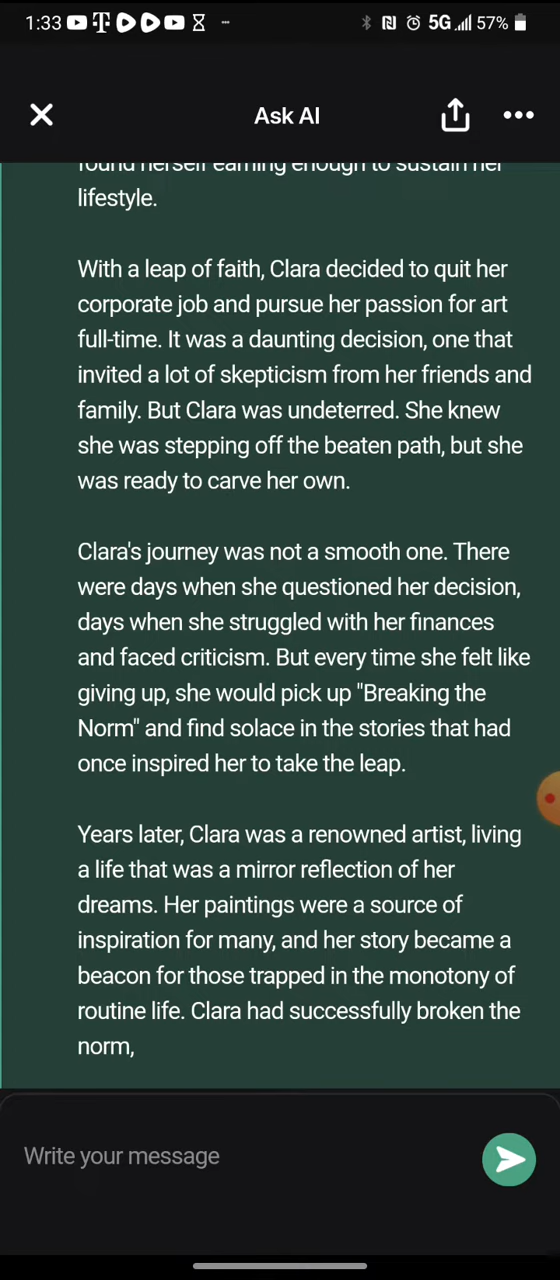 1:33 57%
5G
Ask AI
found herself earning enough to sustain her
lifestyle.
With a leap of faith, Clara decided to quit her
corporate job and pursue her passion for art
full-time. It was a daunting decision, one that
invited a lot of skepticism from her friends and
family. But Clara was undeterred. She knew
she was stepping off the beaten path, but she
was ready to carve her own.
Clara's journey was not a smooth one. There
were days when she questioned her decision,
days when she struggled with her finances
and faced criticism. But every time she felt like
giving up, she would pick up "Breaking the
Norm" and find solace in the stories that had
once inspired her to take the leap.
Years later, Clara was a renowned artist, living
a life that was a mirror reflection of her
dreams. Her paintings were a source of
inspiration for many, and her story became a
beacon for those trapped in the monotony of
routine life. Clara had successfully broken the
norm,
Write your message